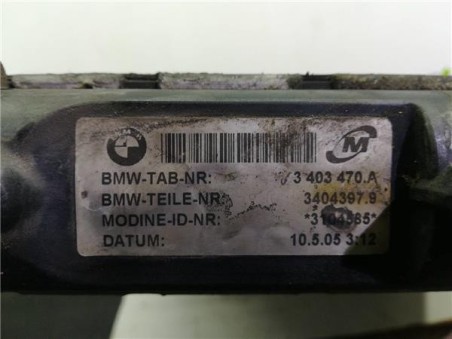 BMW-TAB-NR: 3 403 470.A
BMW-TEILE-NR: 3404397.9
MODINE-ID-NR:
DATUM: 10.5.05 3:12